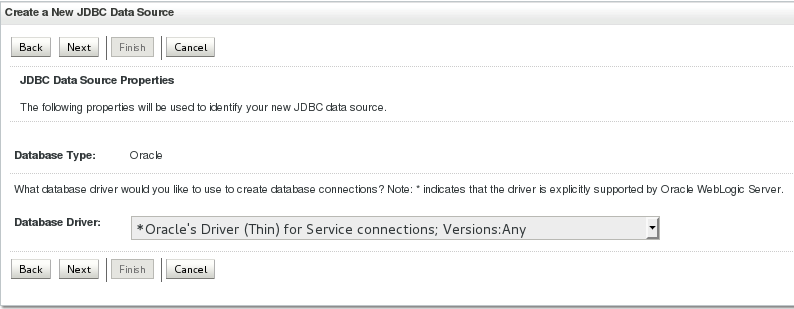 Create a New JDBC Data Source
Back Next Finish Cancel
JDBC Data Source Properties
The following properties will be used to identify your new JDBC data source.
Database Type: Oracle
What database driver would you like to use to create database connections? Note: * indicates that the driver is explicitly supported by Oracle WebLogic Server.
Database Driver: *Oracle's Driver (Thin) for Service connections; Versions:Any
Back Next Finish Cancel